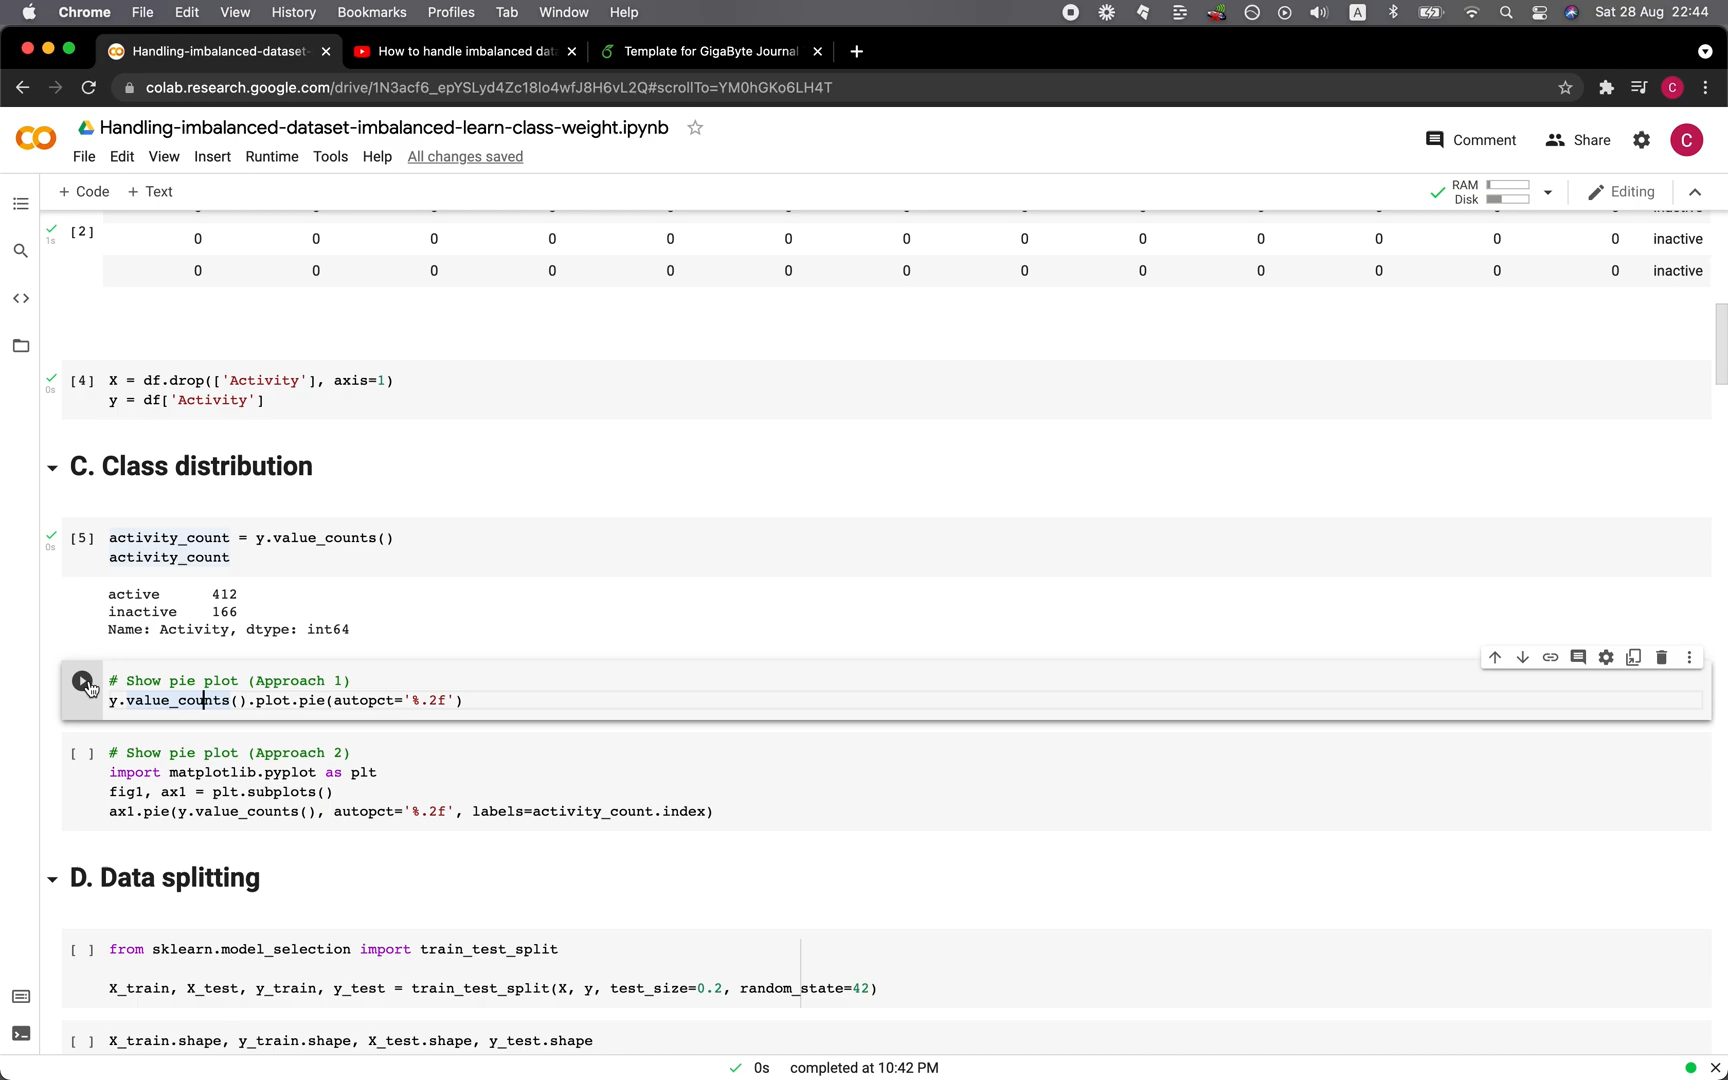 Chrome File Edit View History Bookmarks Profiles Tab Window Help A Sat 28 Aug 22:44
Handling-imbalanced-dataset- How to handle imbalanced dat Template for GigaByte Journal
colab.research.google.com/drive/1N3acf6_epYSLyd4Zc18lo4wfJ8H6vL2Q#scrollTo=YM0hGKo6LH4T C
Handling-imbalanced-dataset-imbalanced-learn-class-weight.ipynb
Comment Share C
File Edit View Insert Runtime Tools Help All changes saved
+ Code + Text RAM Disk Editing
1s [2] 0 0 0 0 0 0 0 0 0 0 0 0 0 inactive
0 0 0 0 0 0 0 0 0 0 0 0 0 inactive
[4] X = df.drop(['Activity'], axis=1)
0s y = df['Activity']
C. Class distribution
[5] activity_count = y.value_counts()
0s activity_count
active 412
inactive 166
Name: Activity, dtype: int64
# Show pie plot (Approach 1)
y.value_counts().plot.pie(autopct='%.2f')
[ ] # Show pie plot (Approach 2)
import matplotlib.pyplot as plt
fig1, ax1 = plt.subplots()
ax1.pie(y.value_counts(), autopct='%.2f', labels=activity_count.index)
D. Data splitting
[ ] from sklearn.model_selection import train_test_split
X_train, X_test, y_train, y_test = train_test_split(X, y, test_size=0.2, random_state=42)
[ ] X_train.shape, y_train.shape, X_test.shape, y_test.shape
0s completed at 10:42 PM